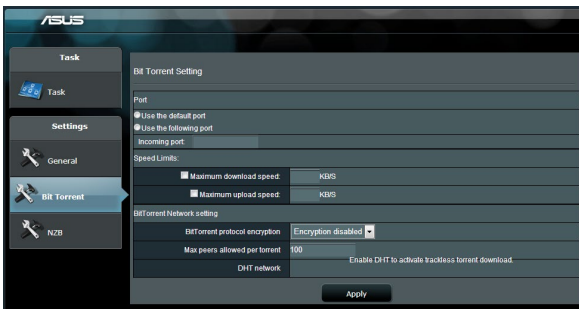 ASUS
Task
Task
Settings
General
Bit Torrent
NZB
Bit Torrent Setting
Port
Use the default port
Use the following port
Incoming port:
Speed Limits:
Maximum download speed: KB/S
Maximum upload speed: KB/S
BitTorrent Network setting
BitTorrent protocol encryption Encryption disabled
Max peers allowed per torrent 100
DHT network Enable DHT to activate trackless torrent download.
Apply